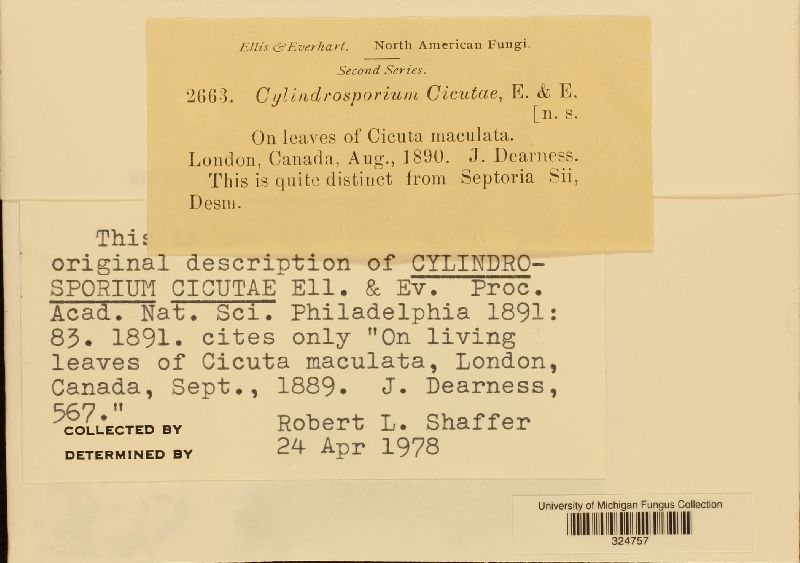 Ellis & Everhart. North American Fungi.
Second Series.
2663. Cylindrosporium Cicutae, E. & E.
[n. s.
On leaves of Cicuta maculata.
London, Canada, Aug., 1890. J. Dearness.
This is quite distinct from Septoria Sii,
Desm.
This
original description of CYLINDRO-
SPORIUM CICUTAE Ell. & Ev. Proc.
Acad. Nat. Sci. Philadelphia 1891:
83. 1891. cites only "On living
leaves of Cicuta maculata, London,
Canada, Sept., 1889. J. Dearness,
567."
COLLECTED BY Robert L. Shaffer
DETERMINED BY 24 Apr 1978
University of Michigan Fungus Collection
324757